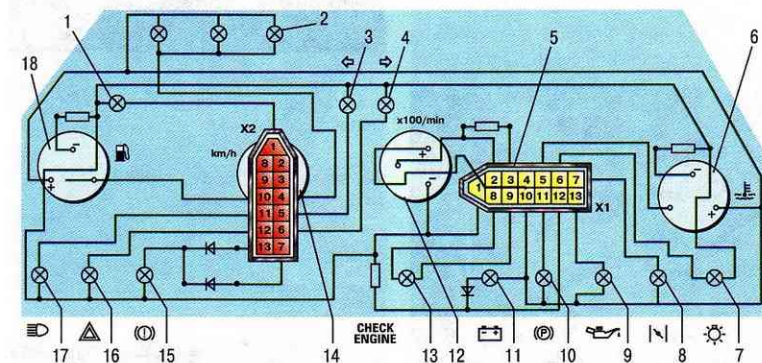 1 2 3 4 5 6
18
x100/min
X2
km/h
1
8 2
9 3
10 4
11 5
12 6
13 7
1
2 3 4 5 6 7
8 9 10 11 12 13
X1
CHECK
ENGINE
17 16 15 14 13 12 11 10 9 8 7